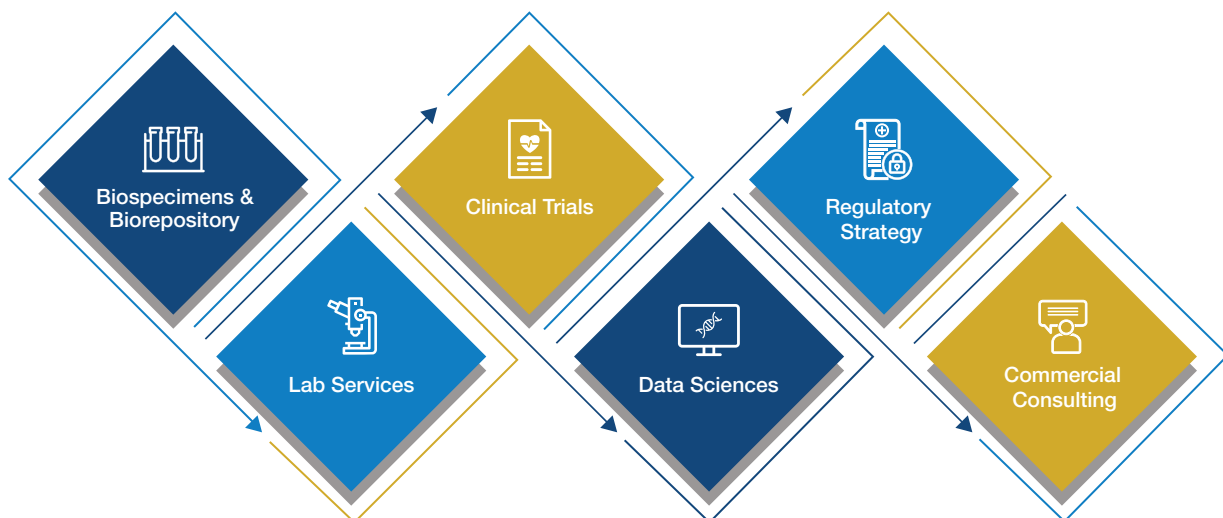 Biospecimens &
Biorepository
Lab Services
Clinical Trials
Data Sciences
Regulatory
Strategy
Commercial
Consulting